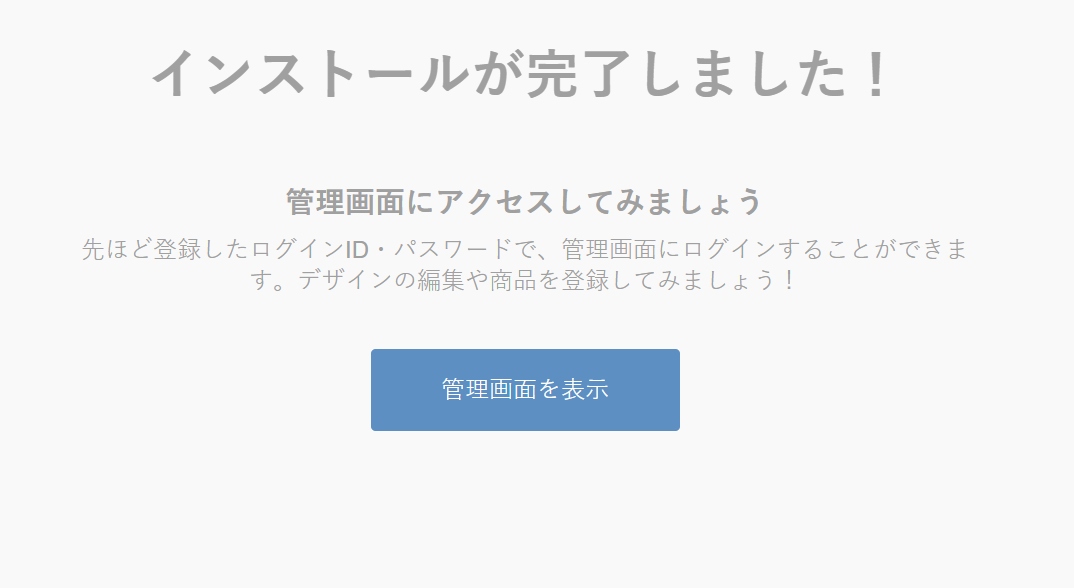 インストールが完了しました！
管理画面にアクセスしてみましょう
先ほど登録したログインID・パスワードで、管理画面にログインすることができま
す。デザインの編集や商品を登録してみましょう！
管理画面を表示